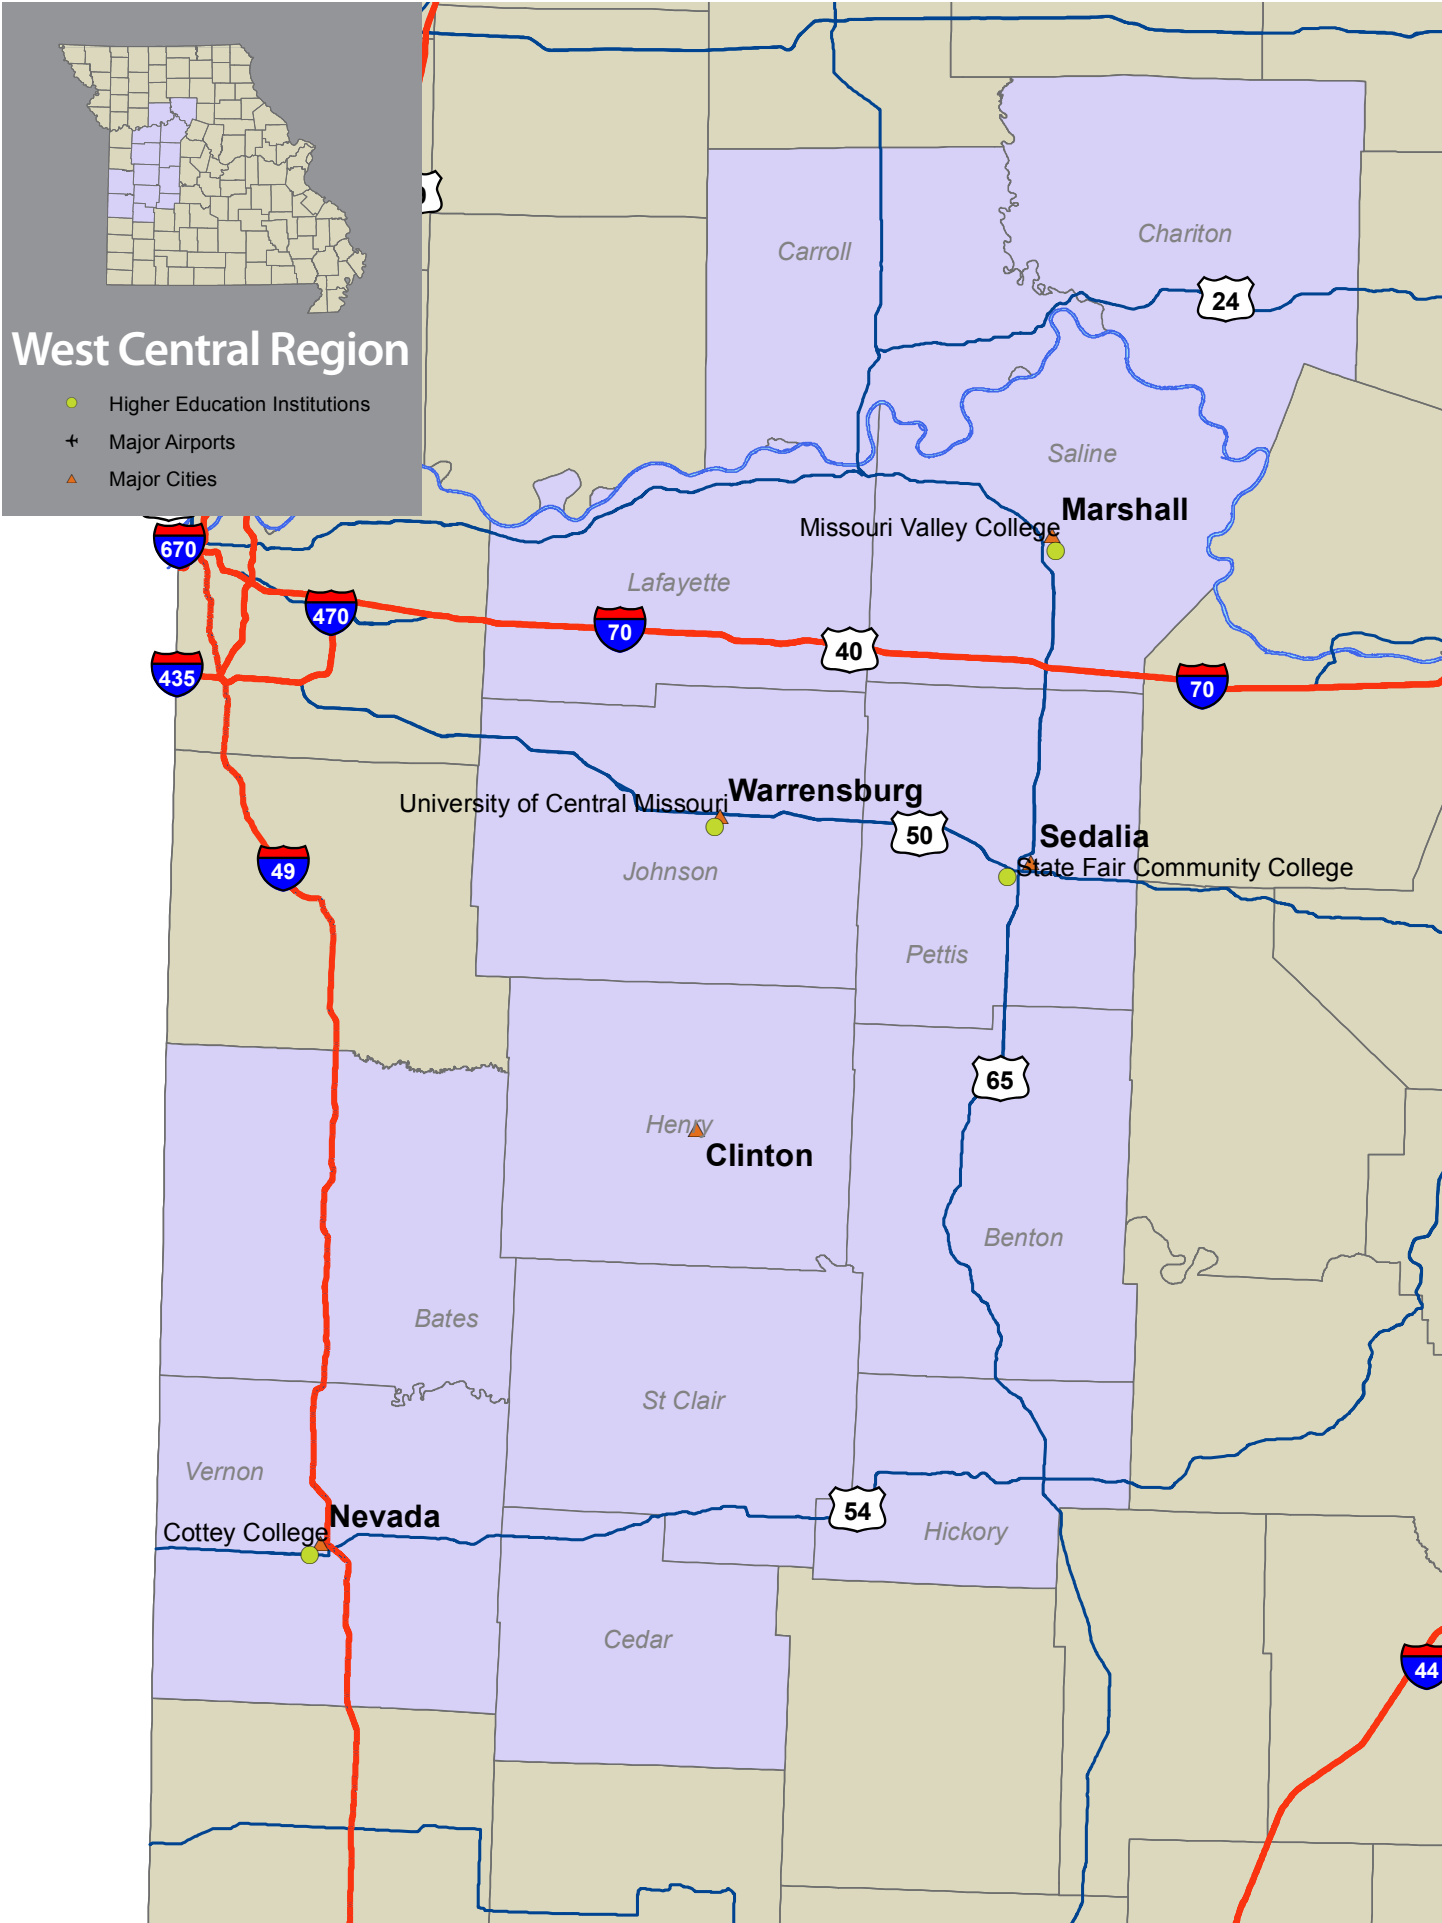 West Central Region
Higher Education Institutions
Major Airports
Major Cities
Carroll
Chariton
24
Saline
Marshall
Missouri Valley College
670
Lafayette
470
70
40
435
70
Warrensburg
University of Central Missouri
50
Sedalia
State Fair Community College
49
Johnson
Pettis
65
Henry
Clinton
Benton
Bates
St Clair
Vernon
Nevada
54
Cottey College
Hickory
Cedar
44